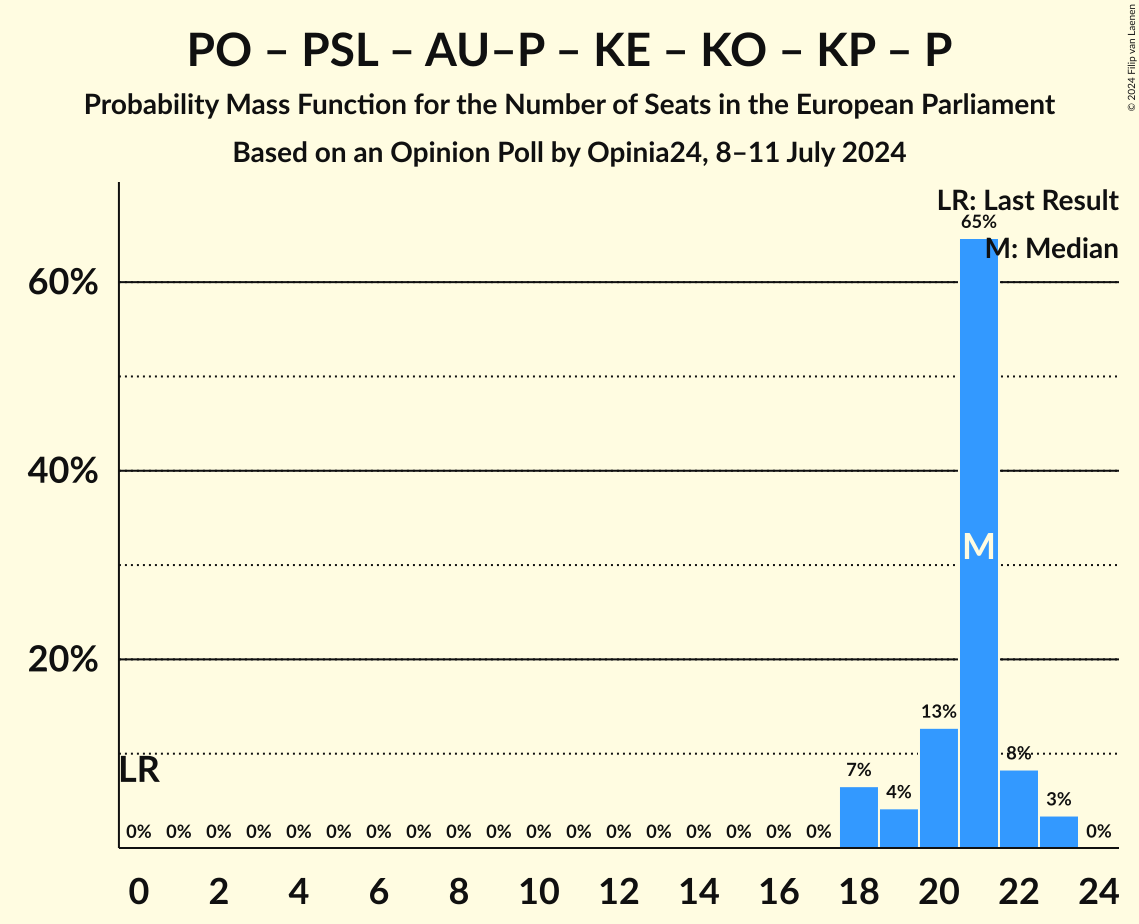 PO – PSL – AU–P – KE – KO – KP – P
Probability Mass Function for the Number of Seats in the European Parliament
Based on an Opinion Poll by Opinia24, 8–11 July 2024
© 2024 Filip van Laenen
LR: Last Result
65%
M: Median
60%
40%
M
20%
13%
LR
7%
4%
8%
3%
0% 0% 0% 0% 0% 0% 0% 0% 0% 0% 0% 0% 0% 0% 0% 0% 0% 0% 0%
0 2 4 6 8 10 12 14 16 18 20 22 24